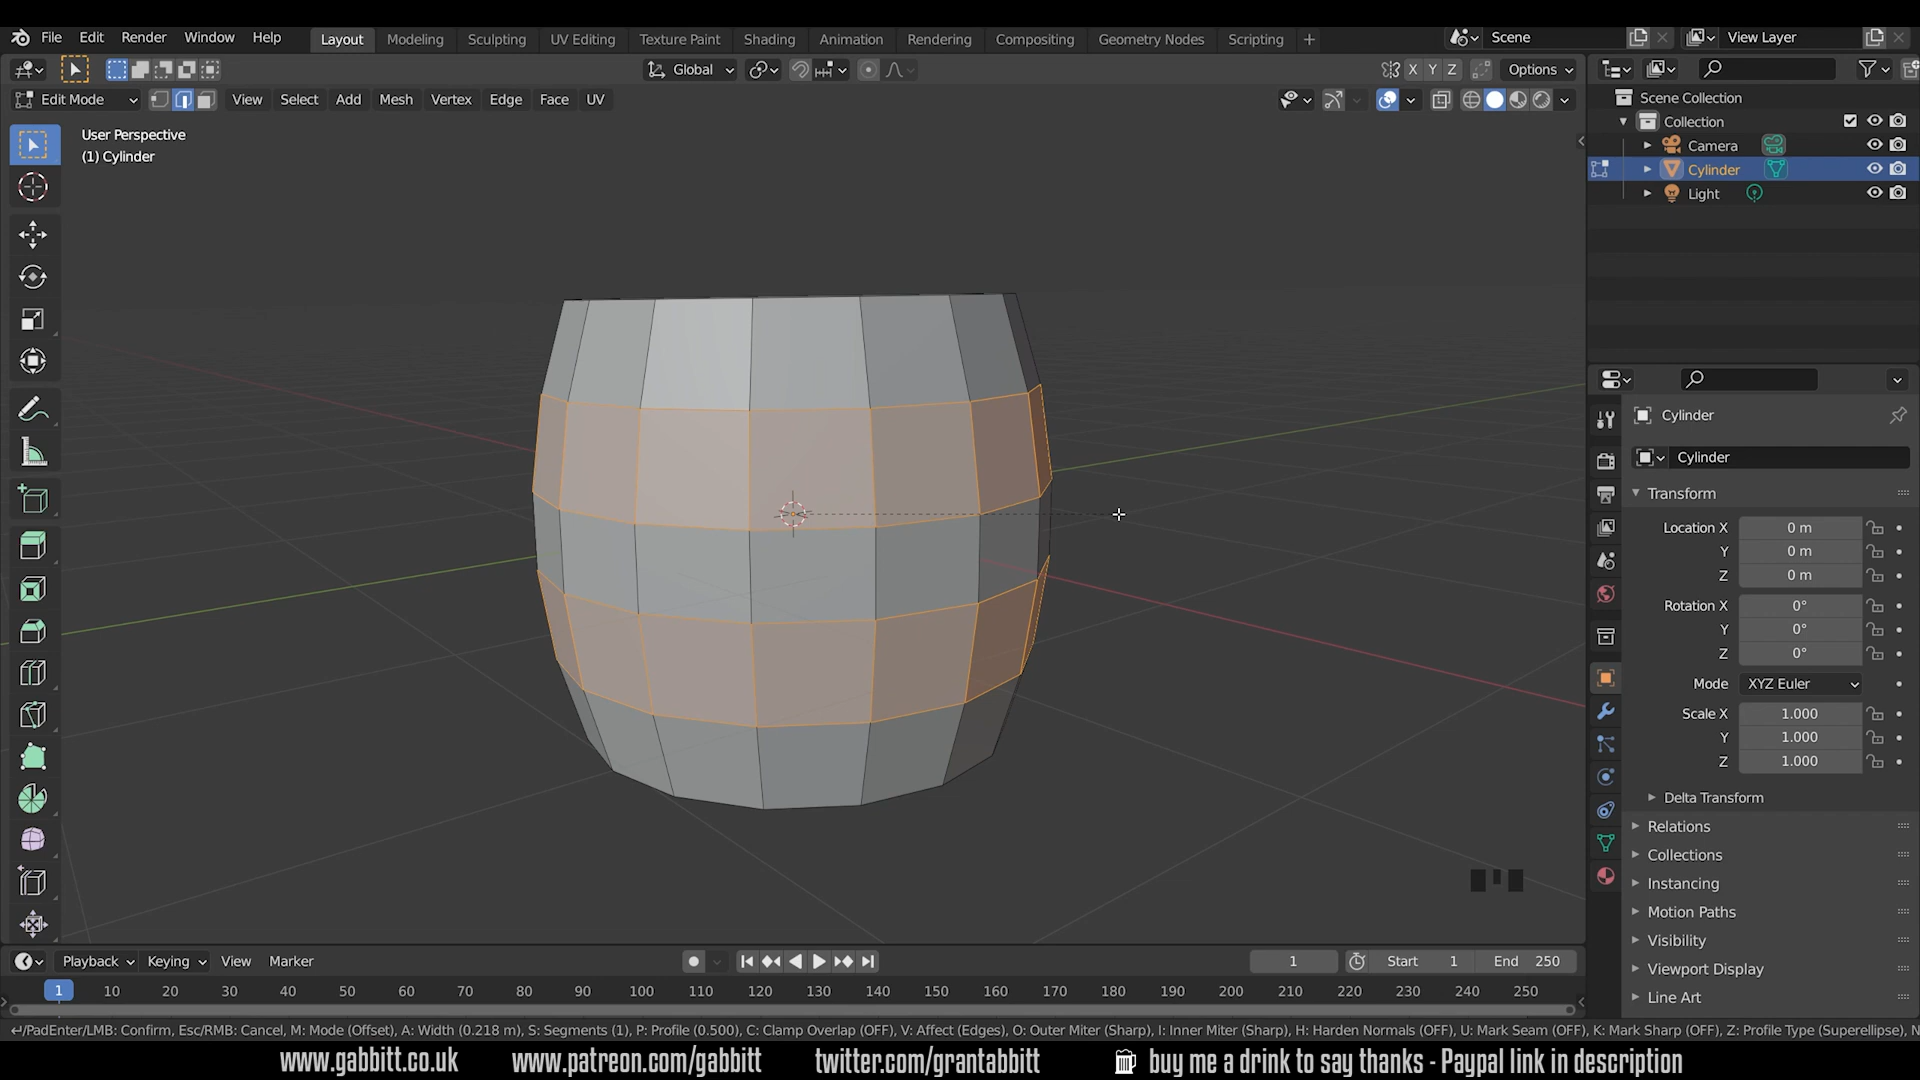 File Edit Render Window Help Layout Modeling Sculpting UV Editing Texture Paint Shading Animation Rendering Compositing Geometry Nodes Scripting + Scene View Layer
Global X Y Z Options
Edit Mode View Select Add Mesh Vertex Edge Face UV
Scene Collection
Collection
Camera
Cylinder
Light
User Perspective
(1) Cylinder
Cylinder
Cylinder
Transform
Location X 0 m
Y 0 m
Z 0 m
Rotation X 0°
Y 0°
Z 0°
Mode XYZ Euler
Scale X 1.000
Y 1.000
Z 1.000
Delta Transform
Relations
Collections
Instancing
Motion Paths
Visibility
Viewport Display
Line Art
Playback Keying View Marker 1 Start 1 End 250
1 10 20 30 40 50 60 70 80 90 100 110 120 130 140 150 160 170 180 190 200 210 220 230 240 250
/PadEnter/LMB: Confirm, Esc/RMB: Cancel, M: Mode (Offset), A: Width (0.218 m), S: Segments (1), P: Profile (0.500), C: Clamp Overlap (OFF), V: Affect (Edges), O: Outer Miter (Sharp), I: Inner Miter (Sharp), H: Harden Normals (OFF), U: Mark Seam (OFF), K: Mark Sharp (OFF), Z: Profile Type (Superellipse), N
www.gabbitt.co.uk www.patreon.com/gabbitt twitter.com/grantabbitt buy me a drink to say thanks - Paypal link in description